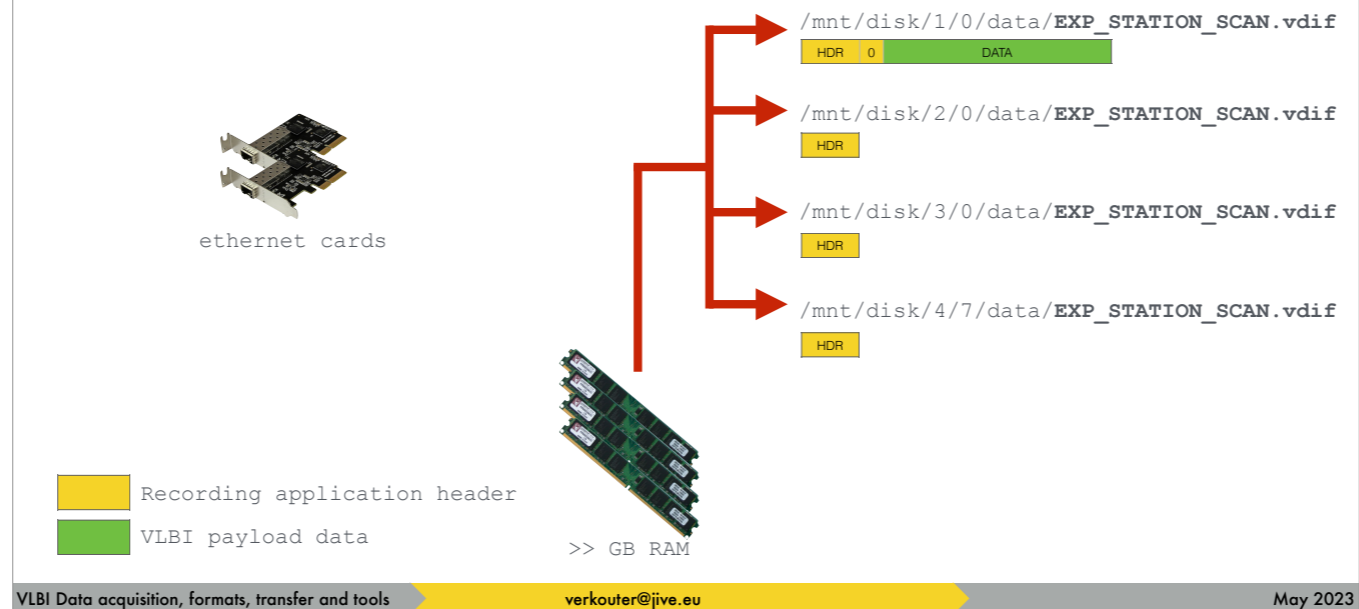 /mnt/disk/1/0/data/EXP_STATION_SCAN.vdif
HDR 0 DATA
/mnt/disk/2/0/data/EXP_STATION_SCAN.vdif
HDR
/mnt/disk/3/0/data/EXP_STATION_SCAN.vdif
HDR
/mnt/disk/4/7/data/EXP_STATION_SCAN.vdif
HDR
ethernet cards
Recording application header
VLBI payload data
>> GB RAM
VLBI Data acquisition, formats, transfer and tools
verkouter@jive.eu
May 2023